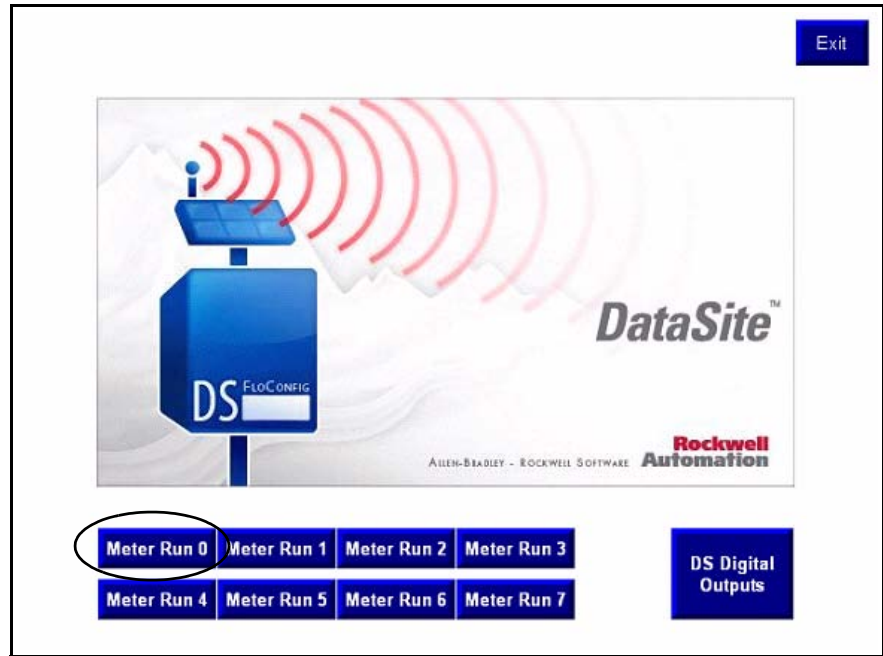 Exit
DataSite™
DS FloConfig
Rockwell
Allen-Bradley - Rockwell Software Automation
Meter Run 0 Meter Run 1 Meter Run 2 Meter Run 3
DS Digital
Outputs
Meter Run 4 Meter Run 5 Meter Run 6 Meter Run 7